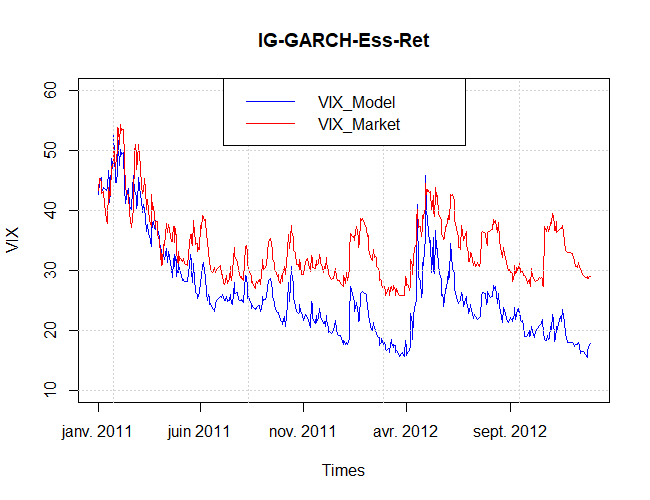 IG-GARCH-Ess-Ret
VIX_Model
VIX_Market
60
50
40
30
20
10
VIX
janv. 2011 juin 2011 nov. 2011 avr. 2012 sept. 2012
Times